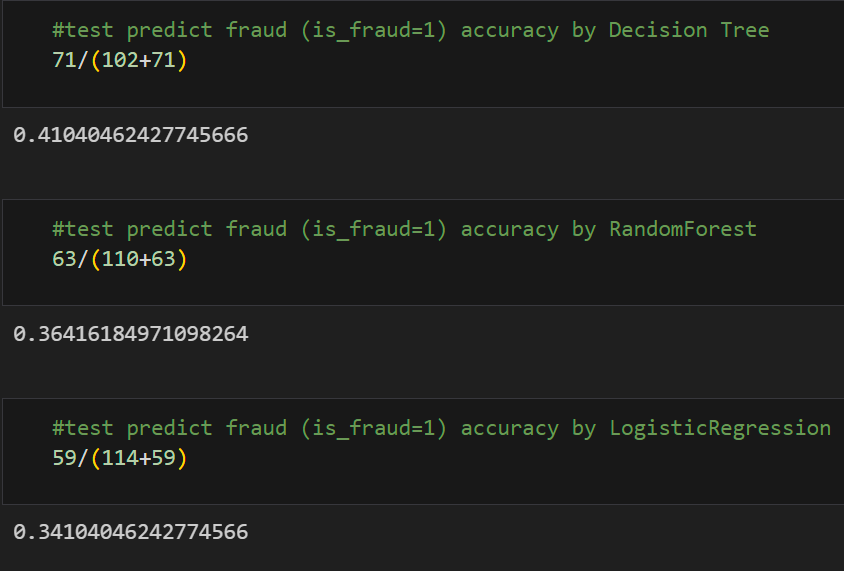 #test predict fraud (is_fraud=1) accuracy by Decision Tree
71/(102+71)
0.41040462427745666
#test predict fraud (is_fraud=1) accuracy by RandomForest
63/(110+63)
0.36416184971098264
#test predict fraud (is_fraud=1) accuracy by LogisticRegression
59/(114+59)
0.34104046242774566